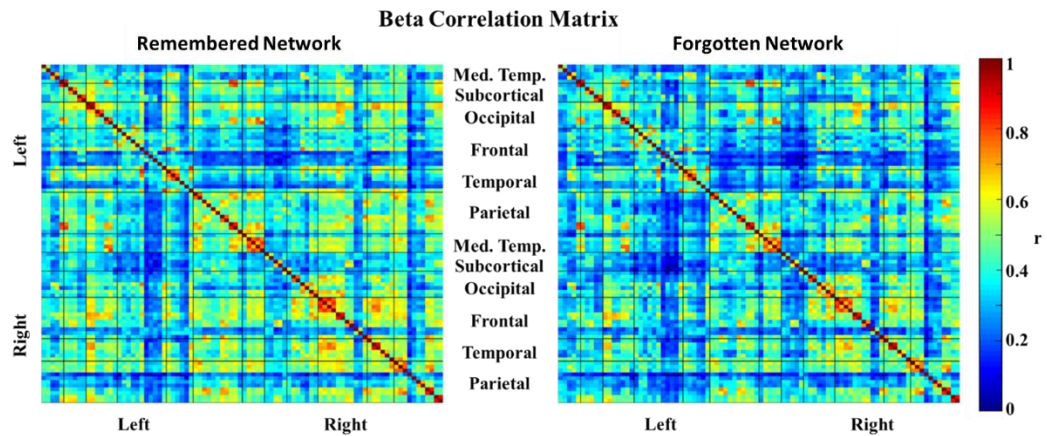 Beta Correlation Matrix
Remembered Network
Forgotten Network
Left
Right
Med. Temp.
Subcortical
Occipital
Frontal
Temporal
Parietal
Med. Temp.
Subcortical
Occipital
Frontal
Temporal
Parietal
1
0.8
0.6
0.4
0.2
0
r
Left
Right
Left
Right